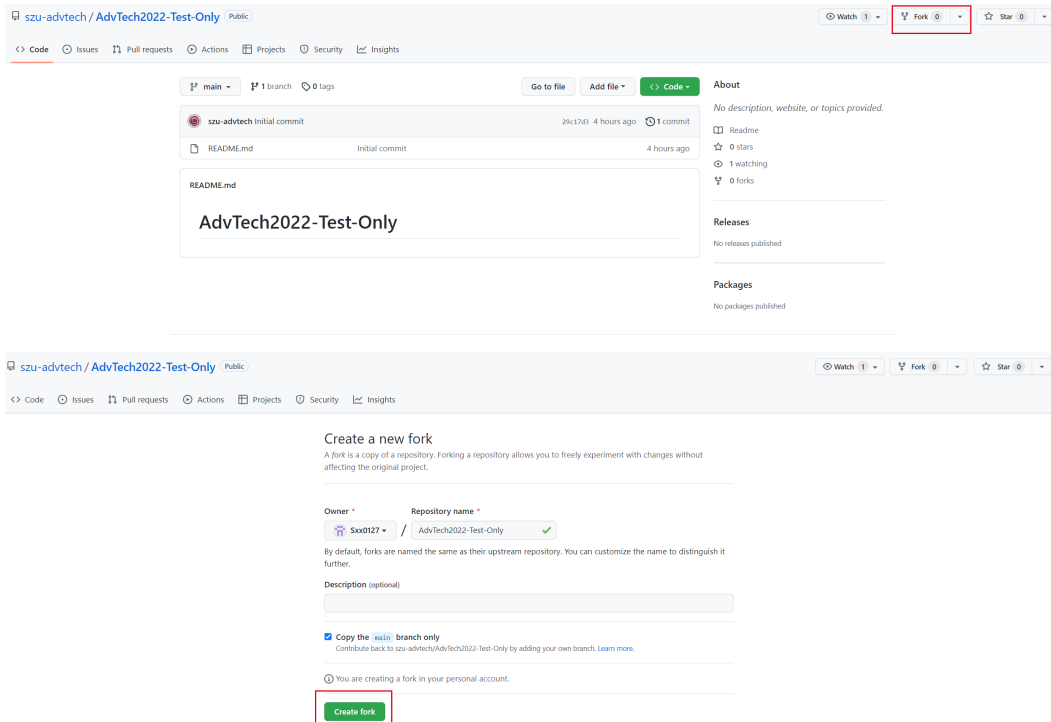 szu-advtech / AdvTech2022-Test-Only Public
Watch 1 Fork 0 Star 0
<> Code Issues Pull requests Actions Projects Security Insights
main 1 branch 0 tags Go to file Add file <> Code
szu-advtech Initial commit 29c17d3 4 hours ago 1 commit
README.md Initial commit 4 hours ago
README.md
AdvTech2022-Test-Only
About
No description, website, or topics provided.
Readme
0 stars
1 watching
0 forks
Releases
No releases published
Packages
No packages published
szu-advtech / AdvTech2022-Test-Only Public
Watch 1 Fork 0 Star 0
<> Code Issues Pull requests Actions Projects Security Insights
Create a new fork
A fork is a copy of a repository. Forking a repository allows you to freely experiment with changes without
affecting the original project.
Owner * Repository name *
Sxx0127 / AdvTech2022-Test-Only
By default, forks are named the same as their upstream repository. You can customize the name to distinguish it
further.
Description (optional)
Copy the main branch only
Contribute back to szu-advtech/AdvTech2022-Test-Only by adding your own branch. Learn more.
You are creating a fork in your personal account.
Create fork